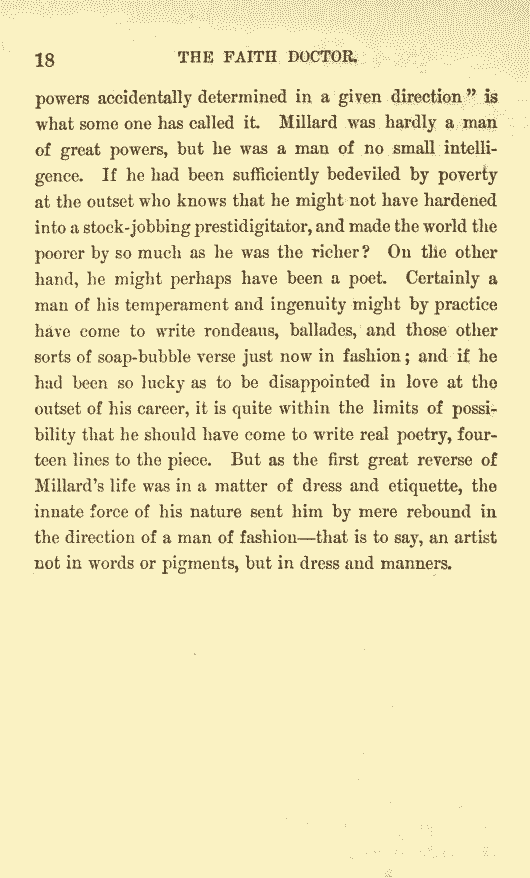 18 THE FAITH DOCTOR.
powers accidentally determined in a given direction” is
what some one has called it. Millard was hardly a man
of great powers, but he was a man of no small intelli-
gence. If he had been sufficiently bedeviled by poverty
at the outset who knows that he might not have hardened
into a stock-jobbing prestidigitator, and made the world the
poorer by so much as he was the richer? On the other
hand, he might perhaps have been a poet. Certainly a
man of his temperament and ingenuity might by practice
have come to write rondeaus, ballades, and those other
sorts of soap-bubble verse just now in fashion; and if he
had been so lucky as to be disappointed in love at the
outset of his career, it is quite within the limits of possi-
bility that he should have come to write real poetry, four-
teen lines to the piece. But as the first great reverse of
Millard’s life was in a matter of dress and etiquette, the
innate force of his nature sent him by mere rebound in
the direction of a man of fashion—that is to say, an artist
not in words or pigments, but in dress and manners.